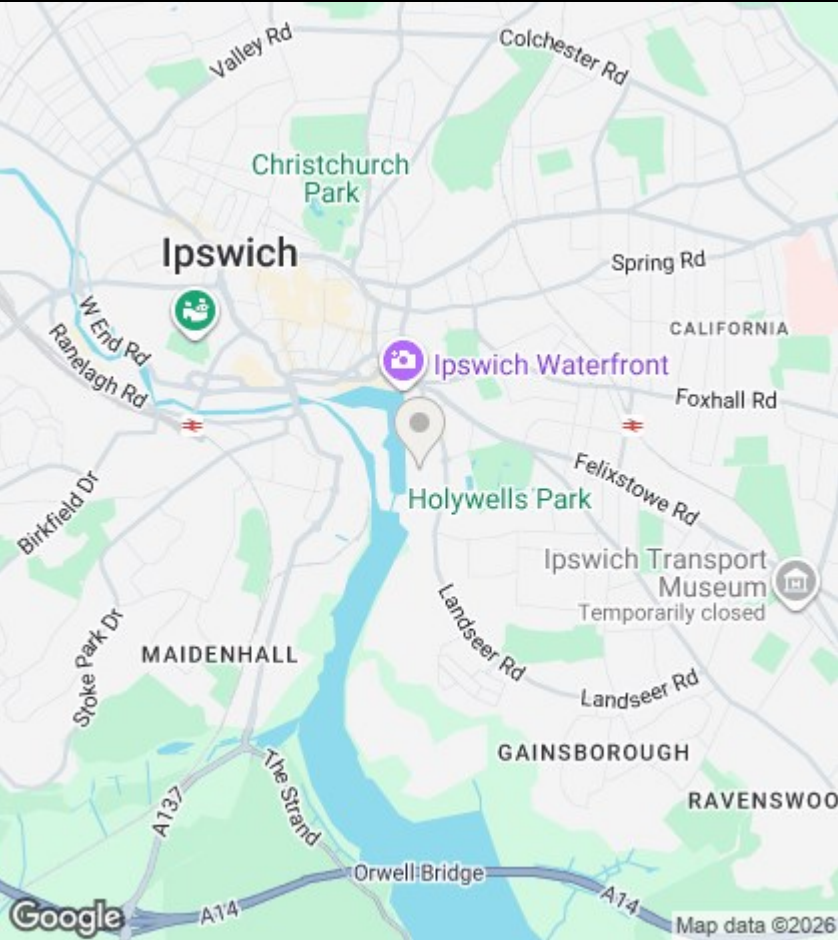 Valley Rd
Colchester Rd
Christchurch
Park
Ipswich
Spring Rd
W End Rd
CALIFORNIA
Ranelagh Rd
Ipswich Waterfront
Foxhall Rd
Felixstowe Rd
Birkfield Dr
Holywells Park
Ipswich Transport
Museum
Temporarily closed
Landseer Rd
Stoke Park Dr
MAIDENHALL
Landseer Rd
GAINSBOROUGH
The Strand
A137
RAVENSWOO
Orwell Bridge
A14
A14
Google
Map data ©2026